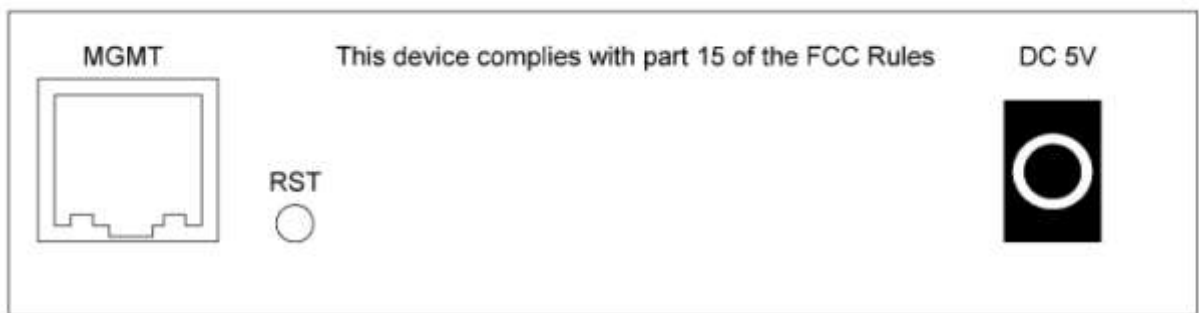 MGMT
This device complies with part 15 of the FCC Rules
DC 5V
RST